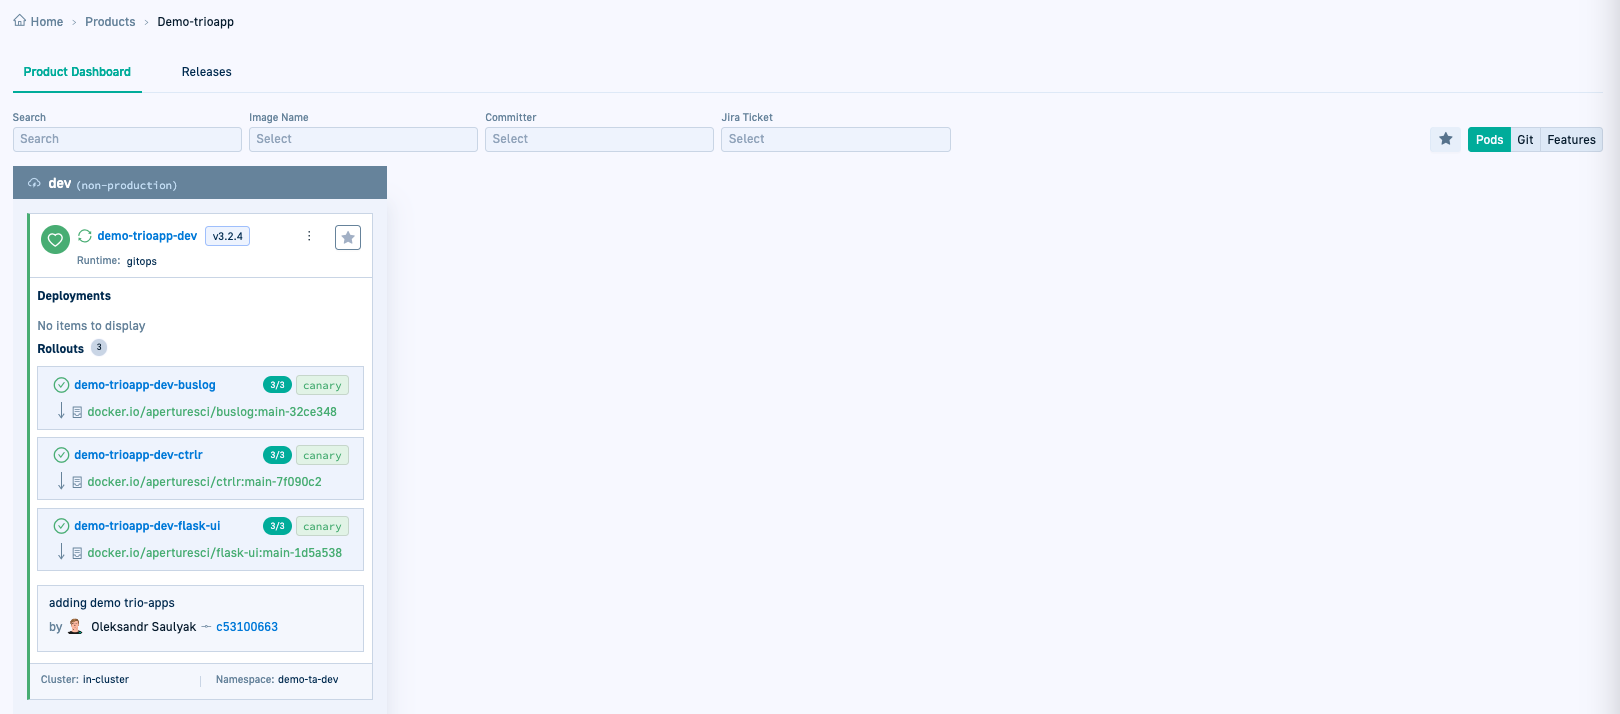 Home > Products > Demo-trioapp
Product Dashboard Releases
Search Image Name Committer Jira Ticket
Search Select Select Select Pods Git Features
dev (non-production)
demo-trioapp-dev v3.2.4
Runtime: gitops
Deployments
No items to display
Rollouts 3
demo-trioapp-dev-buslog 3/3 canary
docker.io/aperturesci/buslog:main-32ce348
demo-trioapp-dev-ctrlr 3/3 canary
docker.io/aperturesci/ctrlr:main-7f090c2
demo-trioapp-dev-flask-ui 3/3 canary
docker.io/aperturesci/flask-ui:main-1d5a538
adding demo trio-apps
by Oleksandr Saulyak c53100663
Cluster: in-cluster | Namespace: demo-ta-dev